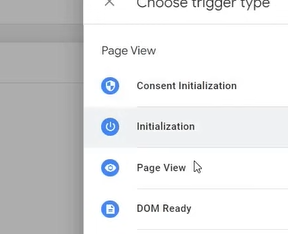 Choose trigger type
Page View
Consent Initialization
Initialization
Page View
DOM Ready